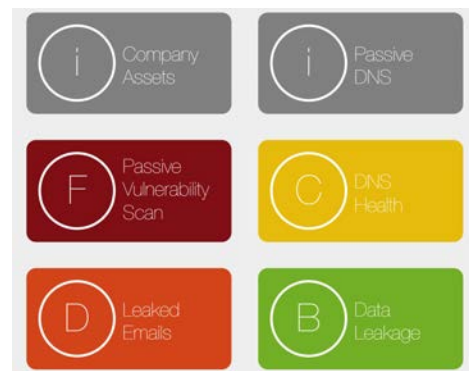 i
Company
Assets
i
Passive
DNS
F
Passive
Vulnerability
Scan
C
DNS
Health
D
Leaked
Emails
B
Data
Leakage